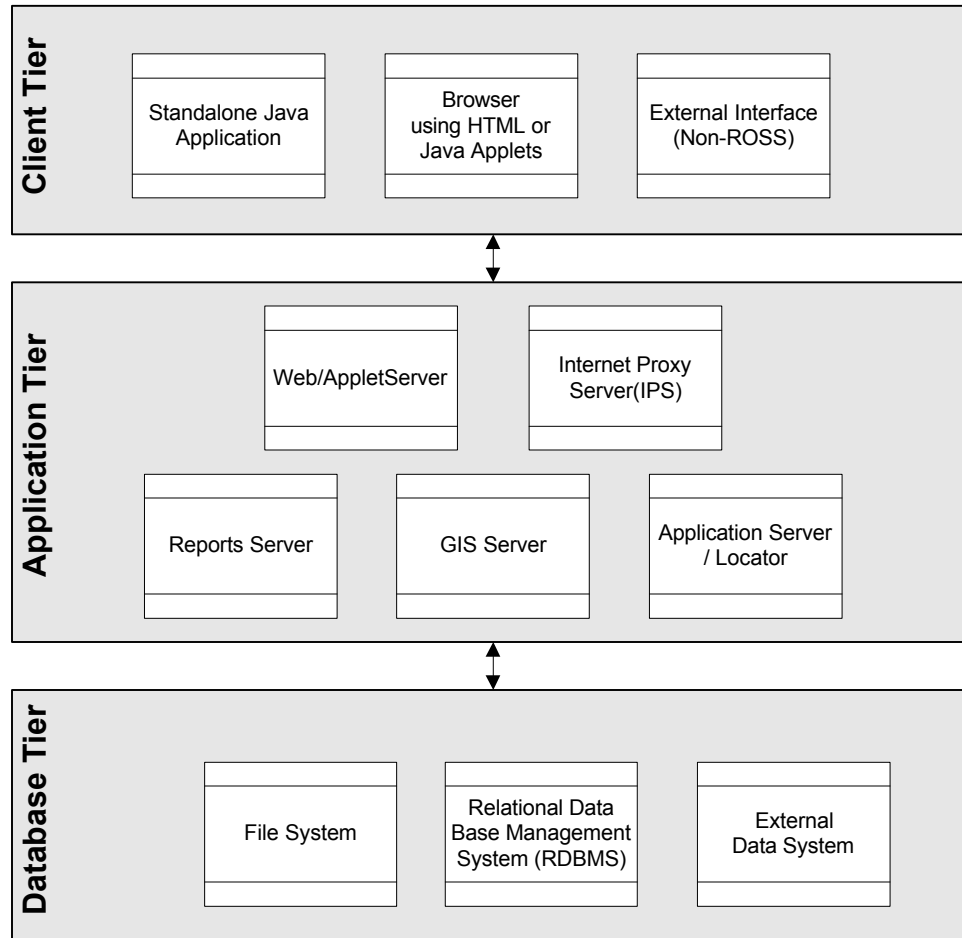 Client Tier
Standalone Java
Application
Browser
using HTML or
Java Applets
External Interface
(Non-ROSS)
Application Tier
Web/AppletServer
Internet Proxy
Server(IPS)
Reports Server
GIS Server
Application Server
/ Locator
Database Tier
File System
Relational Data
Base Management
System (RDBMS)
External
Data System